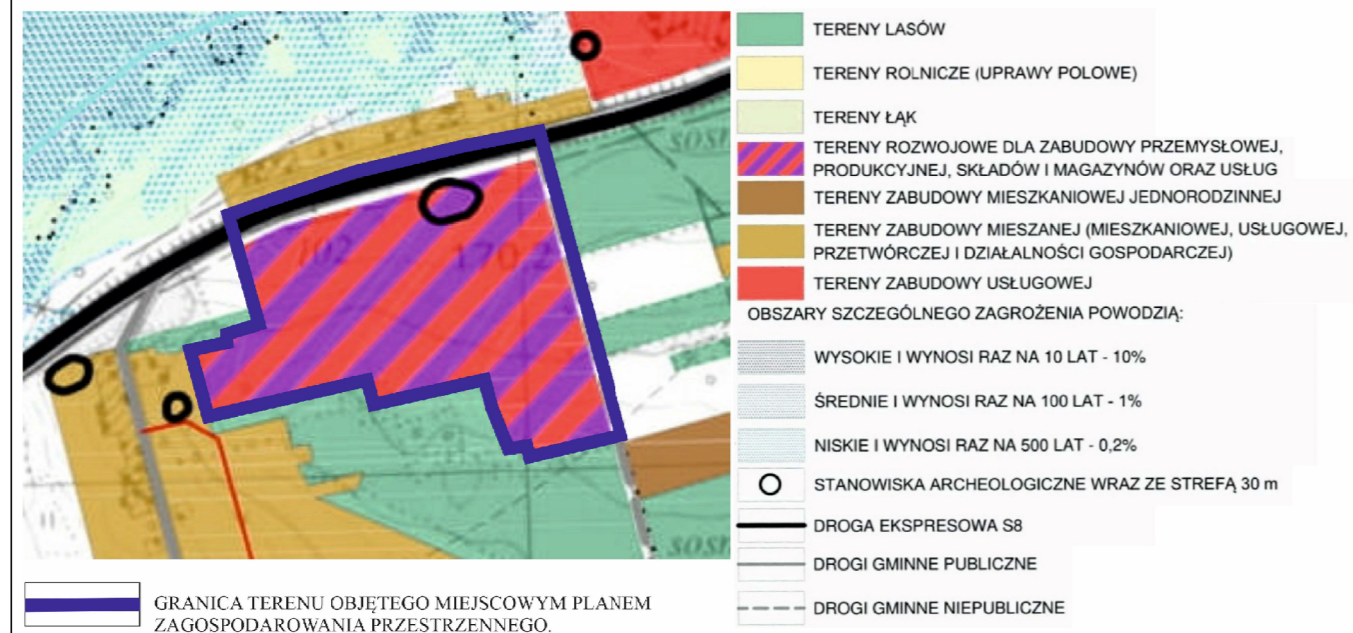 TERENY LASÓW
TERENY ROLNICZE (UPRAWY POLOWE)
TERENY ŁĄK
TERENY ROZWOJOWE DLA ZABUDOWY PRZEMYSŁOWEJ,
PRODUKCYJNEJ, SKŁADÓW I MAGAZYNÓW ORAZ USŁUG
TERENY ZABUDOWY MIESZKANIOWEJ JEDNORODZINNEJ
TERENY ZABUDOWY MIESZANEJ (MIESZKANIOWEJ, USŁUGOWEJ,
PRZETWÓRCZEJ I DZIAŁALNOŚCI GOSPODARCZEJ)
TERENY ZABUDOWY USŁUGOWEJ
OBSZARY SZCZEGÓLNEGO ZAGROŻENIA POWODZIĄ:
WYSOKIE I WYNOSI RAZ NA 10 LAT - 10%
ŚREDNIE I WYNOSI RAZ NA 100 LAT - 1%
NISKIE I WYNOSI RAZ NA 500 LAT - 0,2%
STANOWISKA ARCHEOLOGICZNE WRAZ ZE STREFĄ 30 m
DROGA EKSPRESOWA S8
DROGI GMINNE PUBLICZNE
DROGI GMINNE NIEPUBLICZNE
GRANICA TERENU OBJĘTEGO MIEJSCOWYM PLANEM
ZAGOSPODAROWANIA PRZESTRZENNEGO.